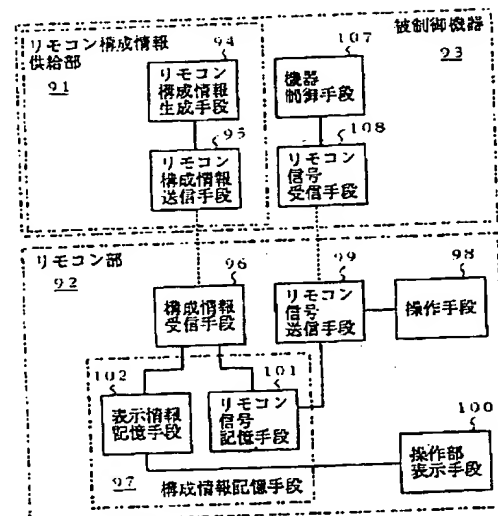 リモコン構成情報
供給部
91
94
リモコン
構成情報
生成手段
95
リモコン
構成情報
送信手段
107
機器
制御手段
108
リモコン
信号
受信手段
被制御機器
93
リモコン部
92
96
構成情報
受信手段
99
リモコン
信号
送信手段
98
操作手段
102
表示情報
記憶手段
101
リモコン
信号
記憶手段
97
構成情報記憶手段
100
操作部
表示手段